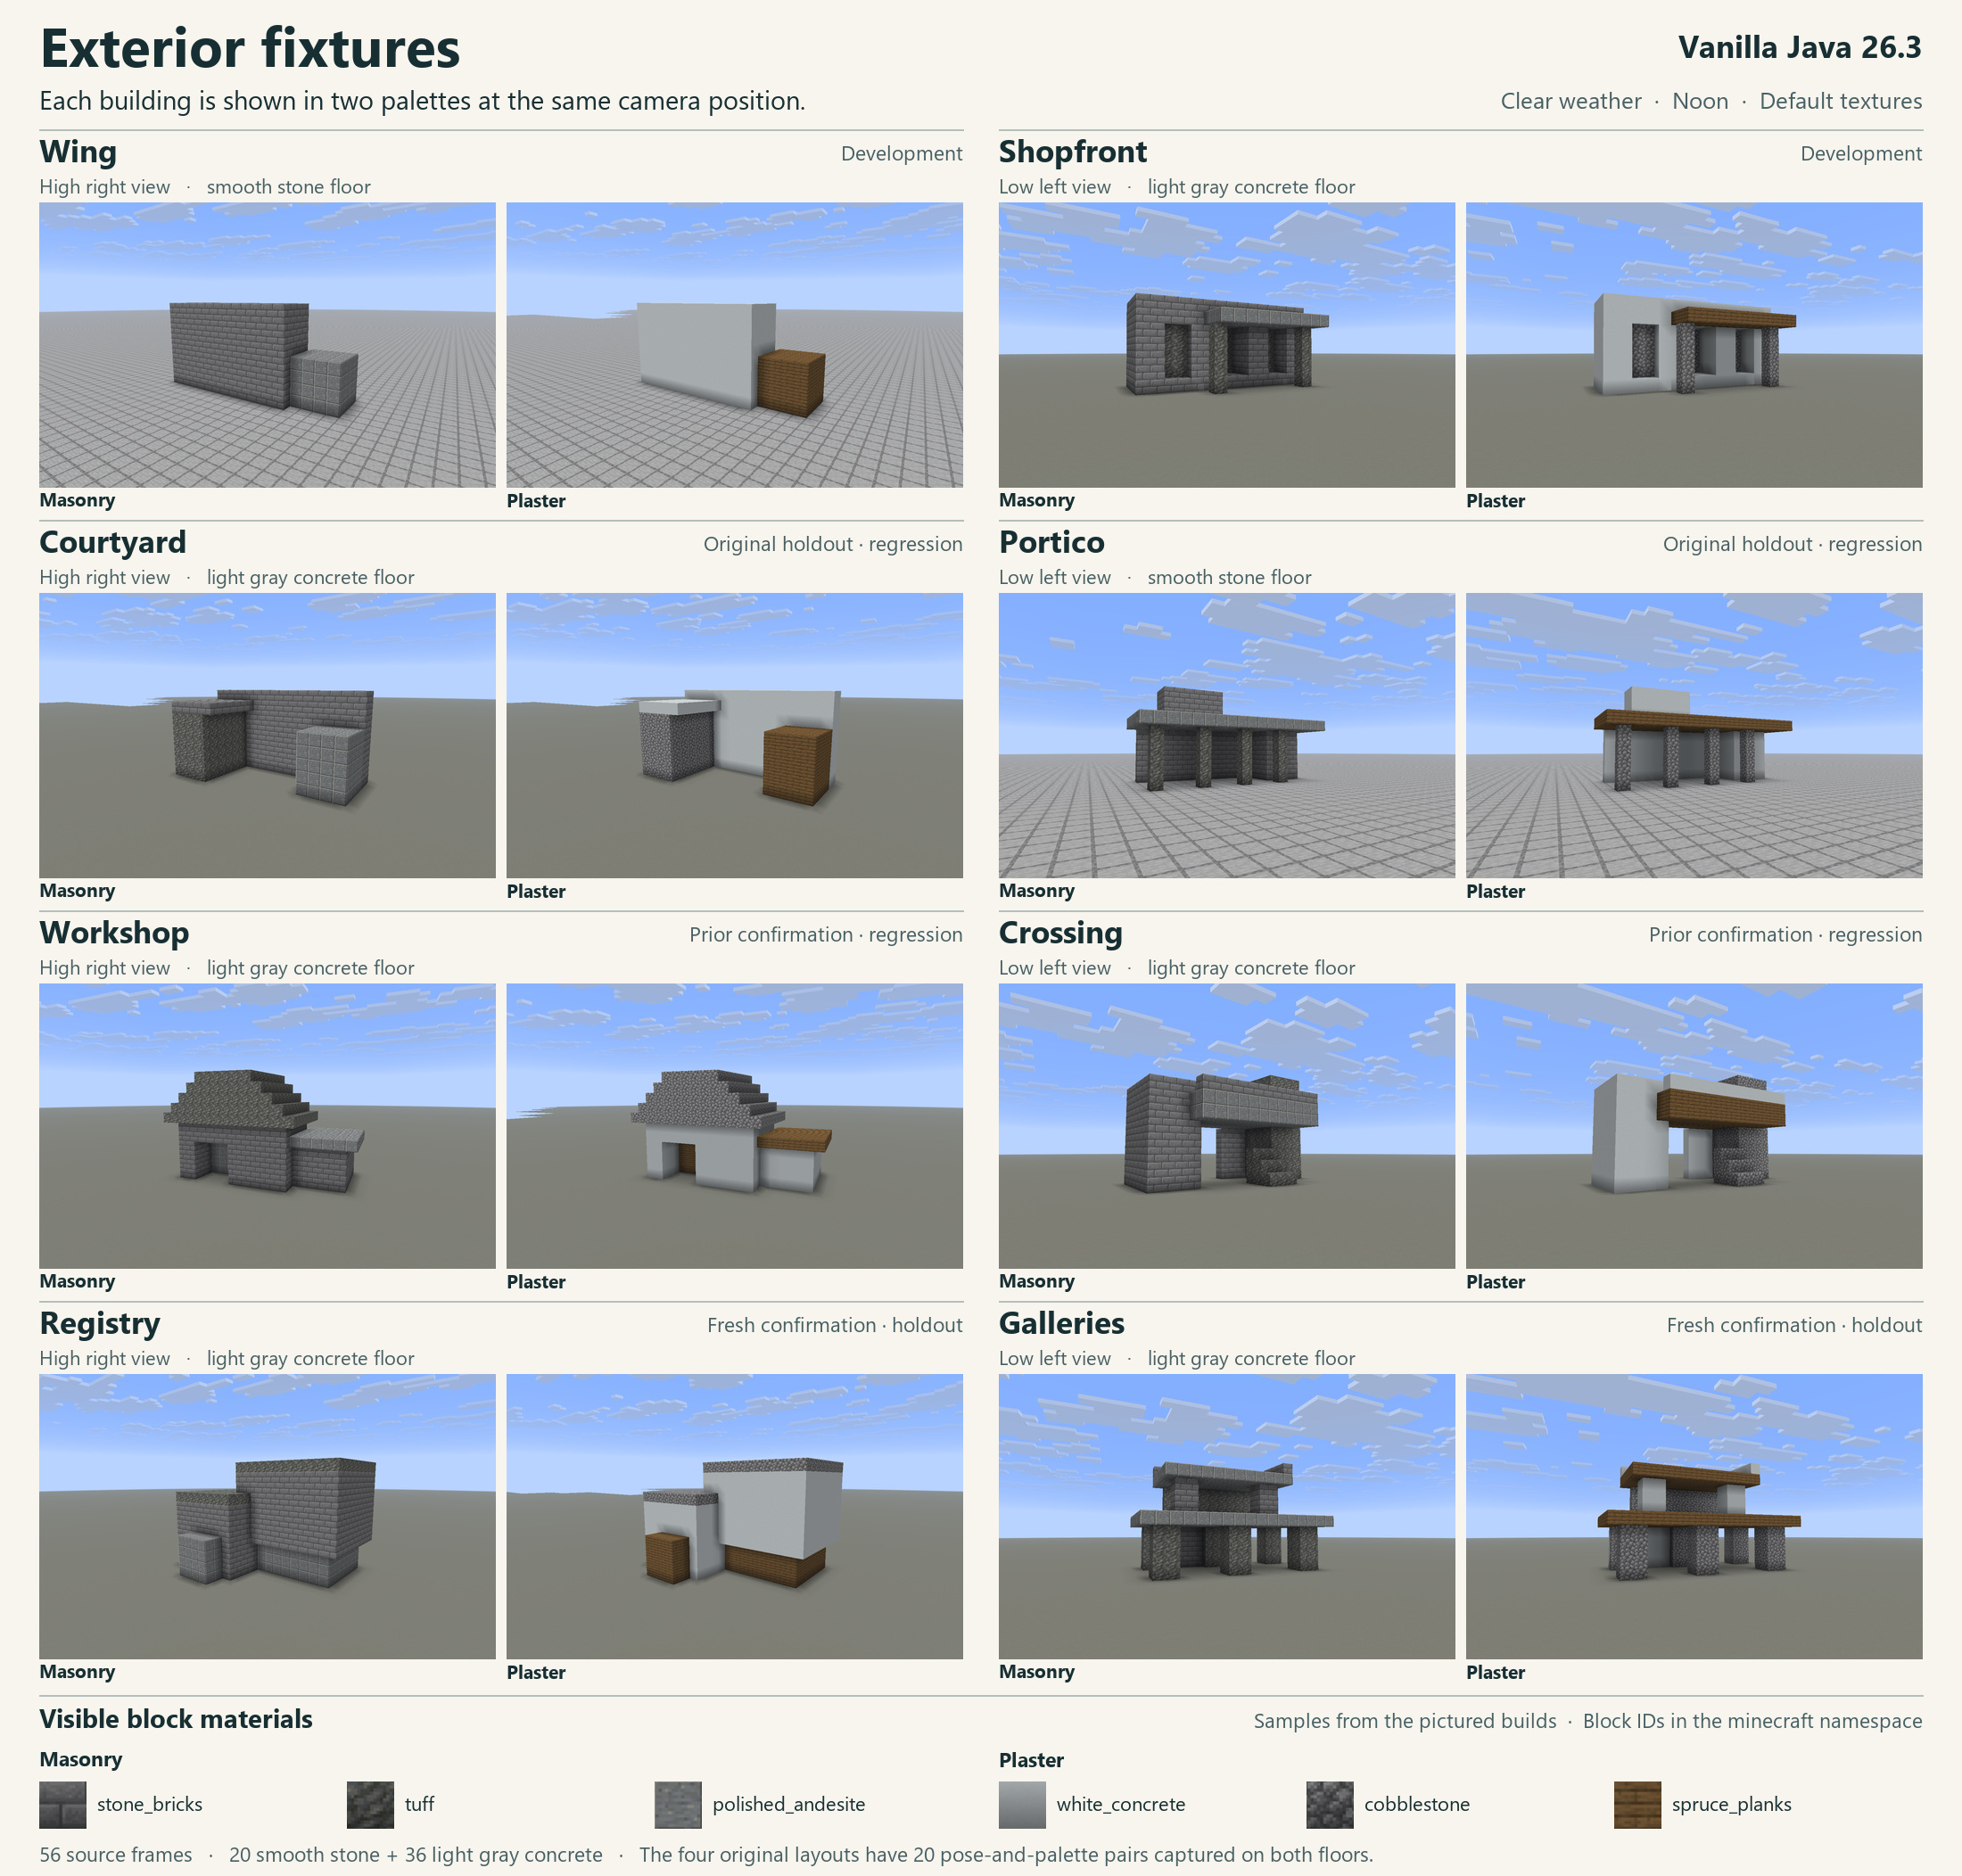 Exterior fixtures
Vanilla Java 26.3
Each building is shown in two palettes at the same camera position.
Clear weather · Noon · Default textures
Wing
Development
High right view · smooth stone floor
Masonry
Plaster
Shopfront
Development
Low left view · light gray concrete floor
Masonry
Plaster
Courtyard
Original holdout · regression
High right view · light gray concrete floor
Masonry
Plaster
Portico
Original holdout · regression
Low left view · smooth stone floor
Masonry
Plaster
Workshop
Prior confirmation · regression
High right view · light gray concrete floor
Masonry
Plaster
Crossing
Prior confirmation · regression
Low left view · light gray concrete floor
Masonry
Plaster
Registry
Fresh confirmation · holdout
High right view · light gray concrete floor
Masonry
Plaster
Galleries
Fresh confirmation · holdout
Low left view · light gray concrete floor
Masonry
Plaster
Visible block materials
Samples from the pictured builds · Block IDs in the minecraft namespace
Masonry
stone_bricks
tuff
polished_andesite
Plaster
white_concrete
cobblestone
spruce_planks
56 source frames · 20 smooth stone + 36 light gray concrete · The four original layouts have 20 pose-and-palette pairs captured on both floors.